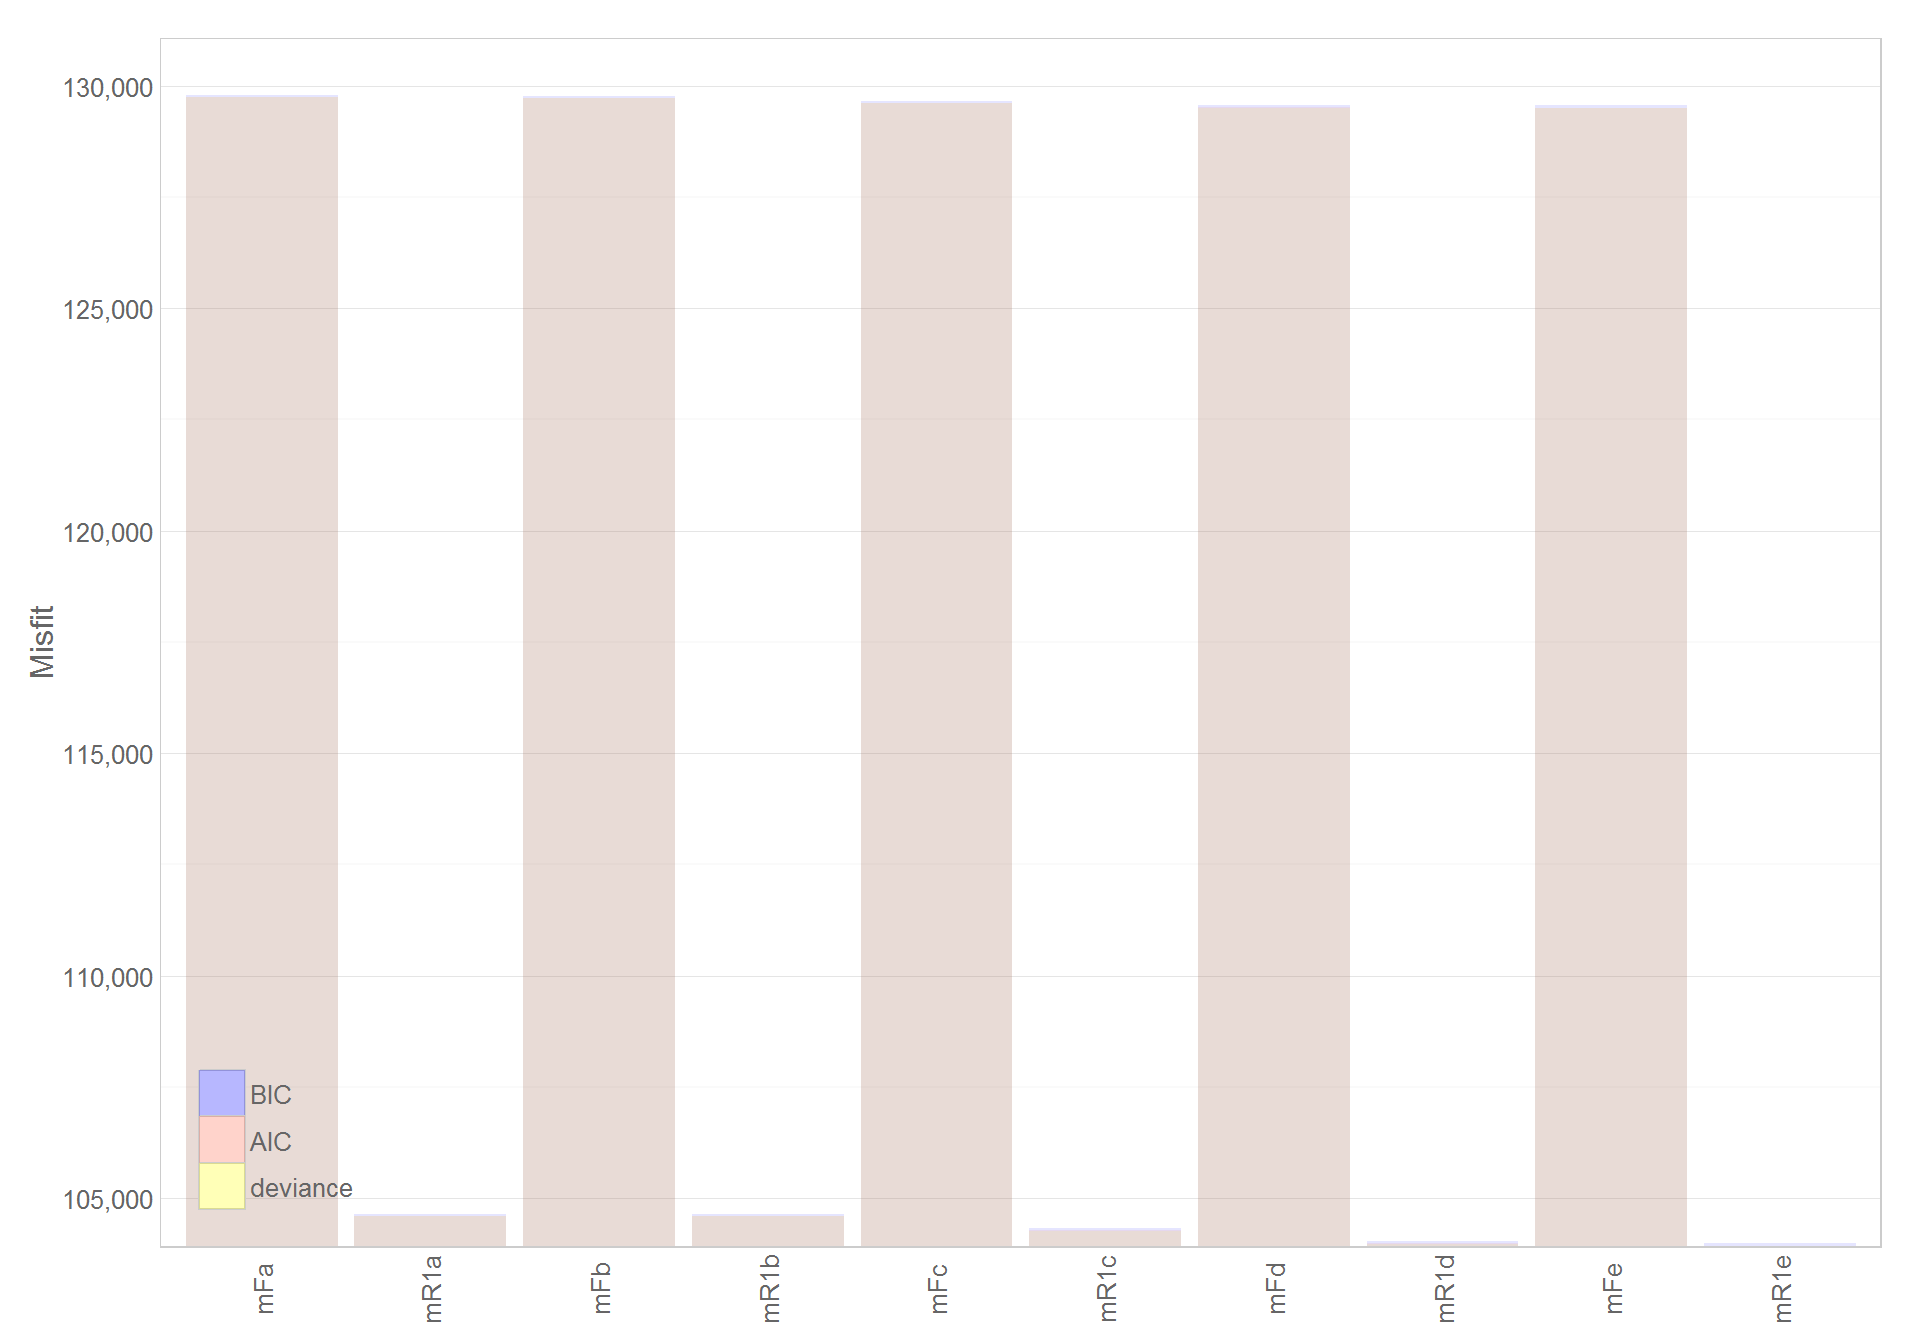 Misfit
130,000
125,000
120,000
115,000
110,000
105,000
BIC
AIC
deviance
mFa
mR1a
mFb
mR1b
mFc
mR1c
mFd
mR1d
mFe
mR1e